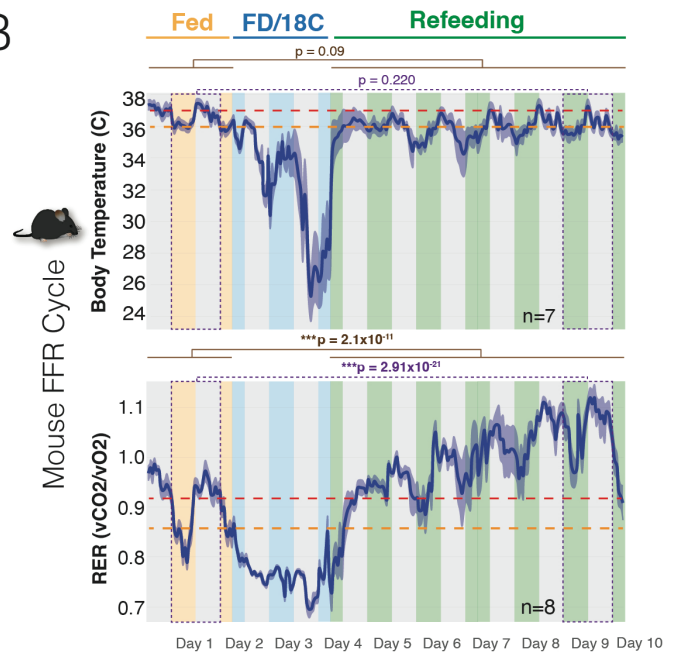 B
Fed FD/18C Refeeding
p = 0.09
p = 0.220
Body Temperature (C)
38
36
34
32
30
28
26
24
n=7
Mouse FFR Cycle
***p = 2.1x10⁻¹¹
***p = 2.91x10⁻²¹
RER (vCO2/vO2)
1.1
1.0
0.9
0.8
0.7
n=8
Day 1 Day 2 Day 3 Day 4 Day 5 Day 6 Day 7 Day 8 Day 9 Day 10